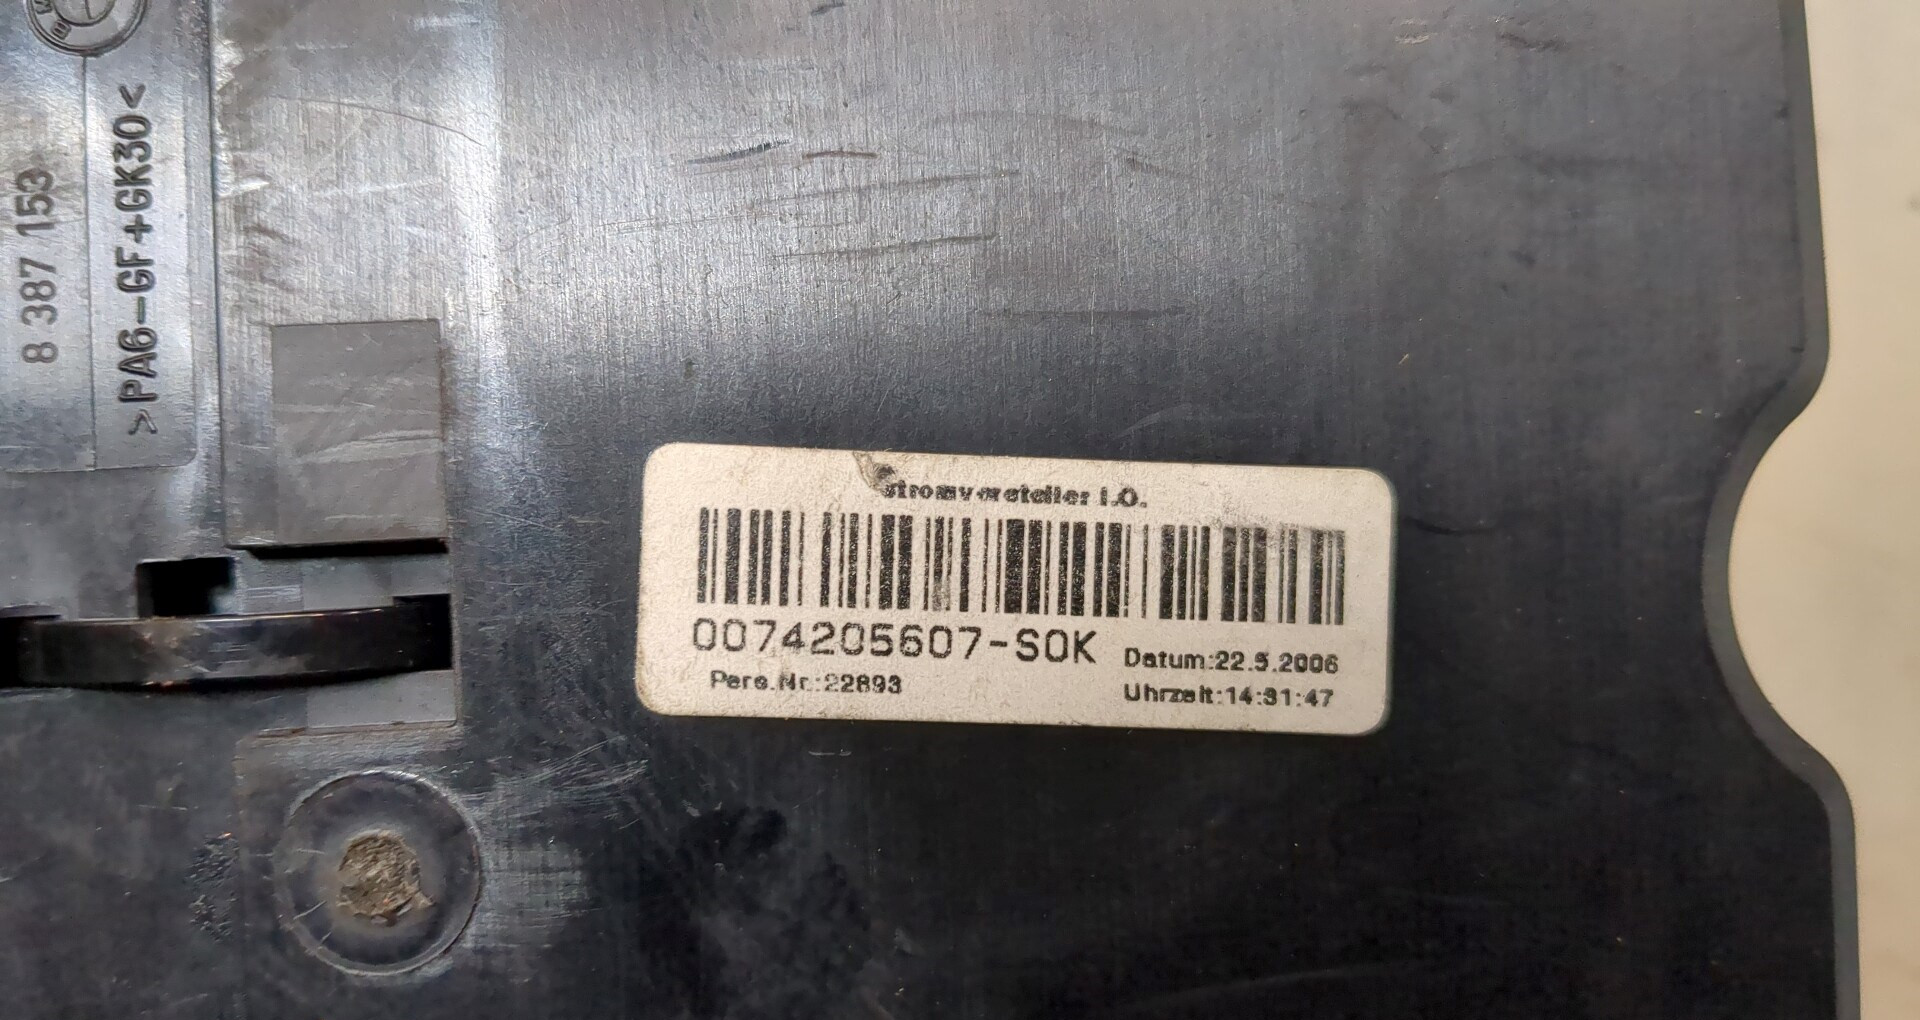 8 387 153
>PA6-GF+GK30<
Stromverteiler i.O.
0074205607-SOK
Datum:22.5.2006
Pers.Nr.:22893
Uhrzeit:14:31:47